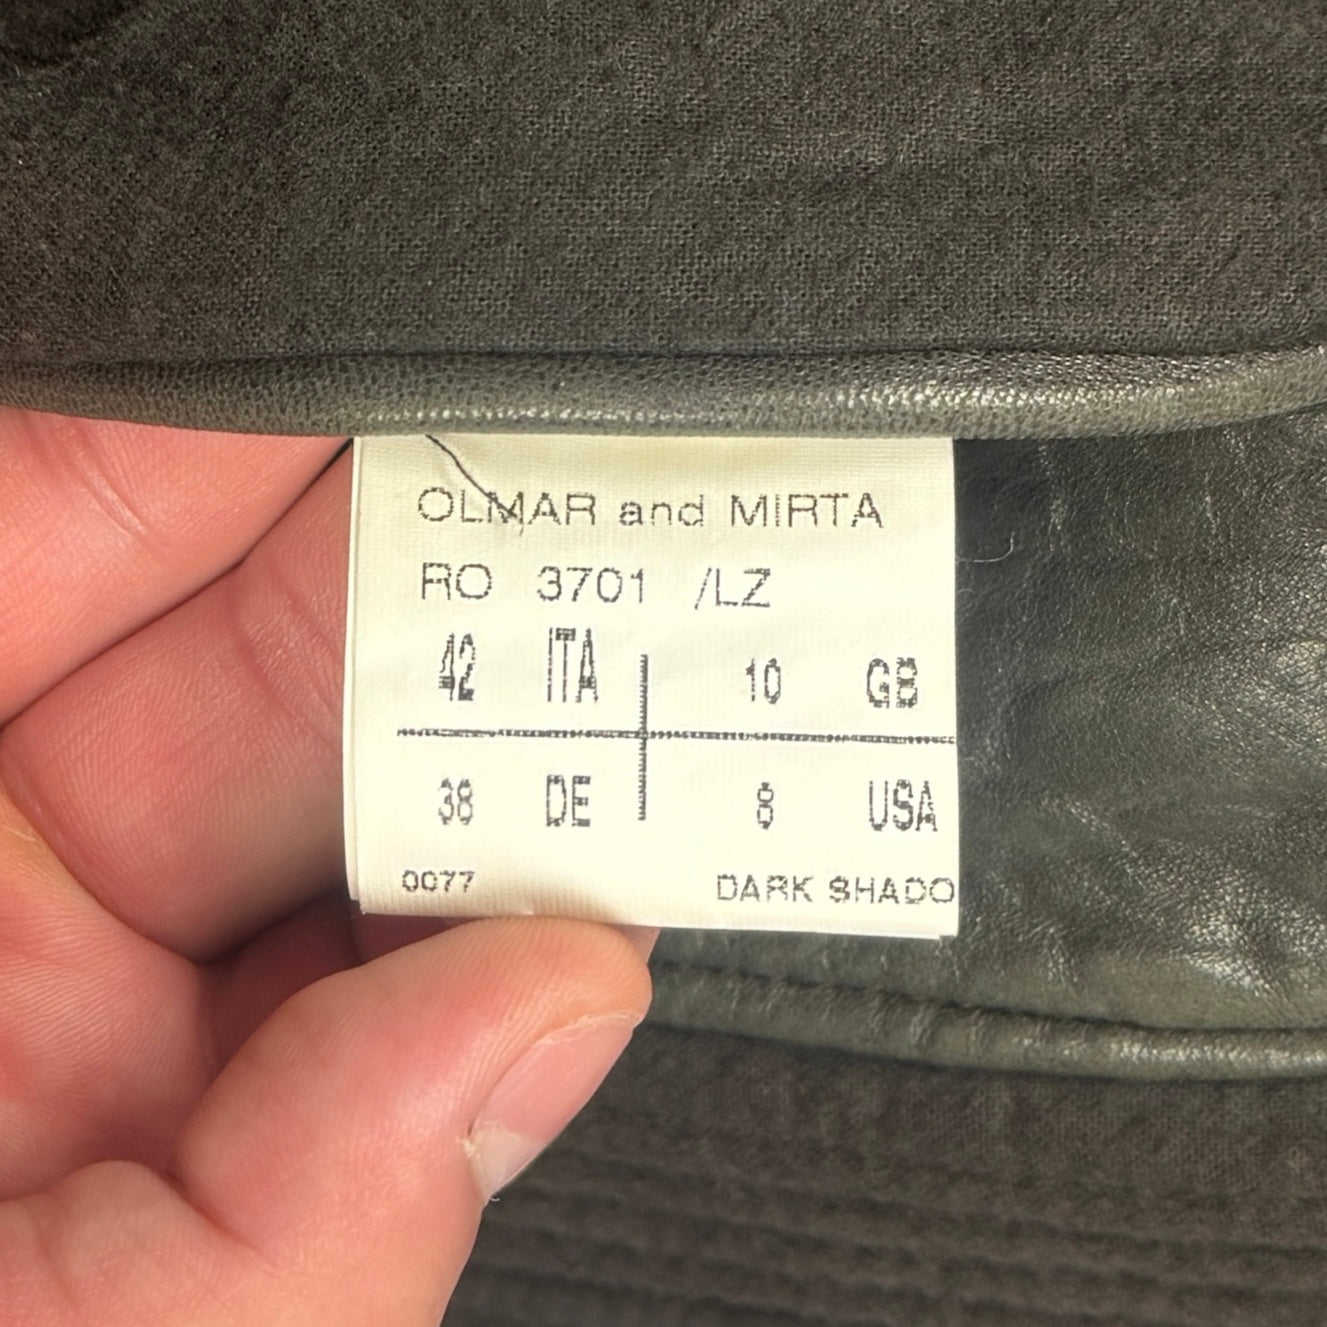 OLMAR and MIRTA
RO 3701 /LZ
42 ITA 10 GB
38 DE 8 USA
0077 DARK SHADO